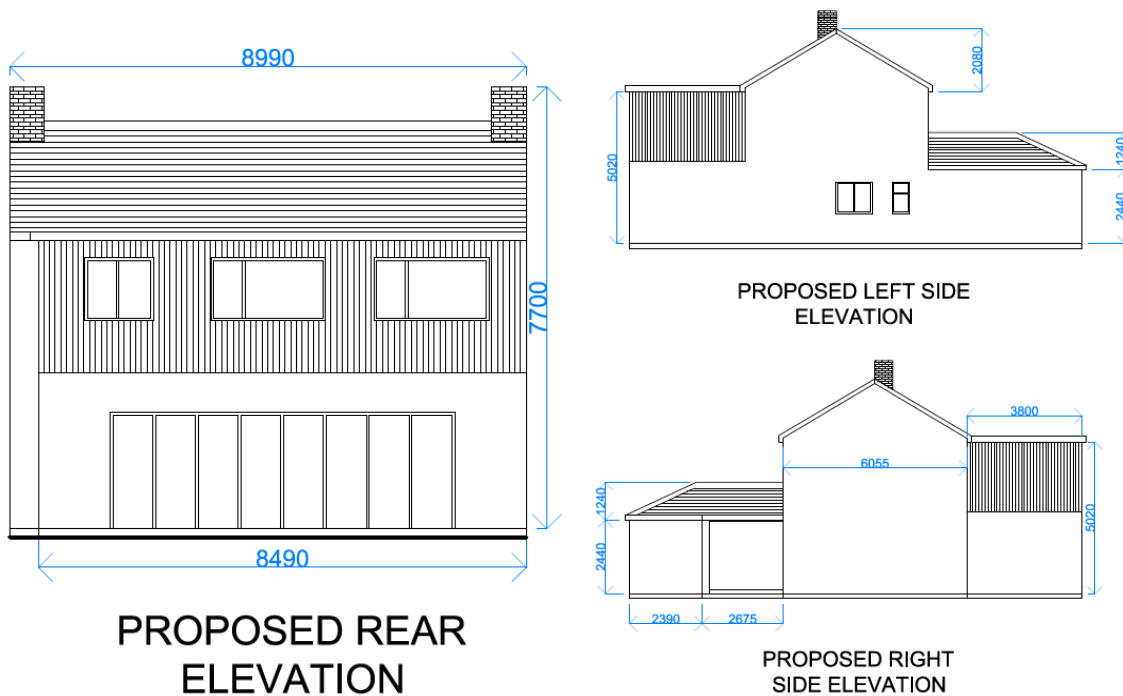 8990
7700
8490
PROPOSED REAR
ELEVATION
2080
5020
1240
2440
PROPOSED LEFT SIDE
ELEVATION
3800
6055
1240
2440
5020
2390
2675
PROPOSED RIGHT
SIDE ELEVATION